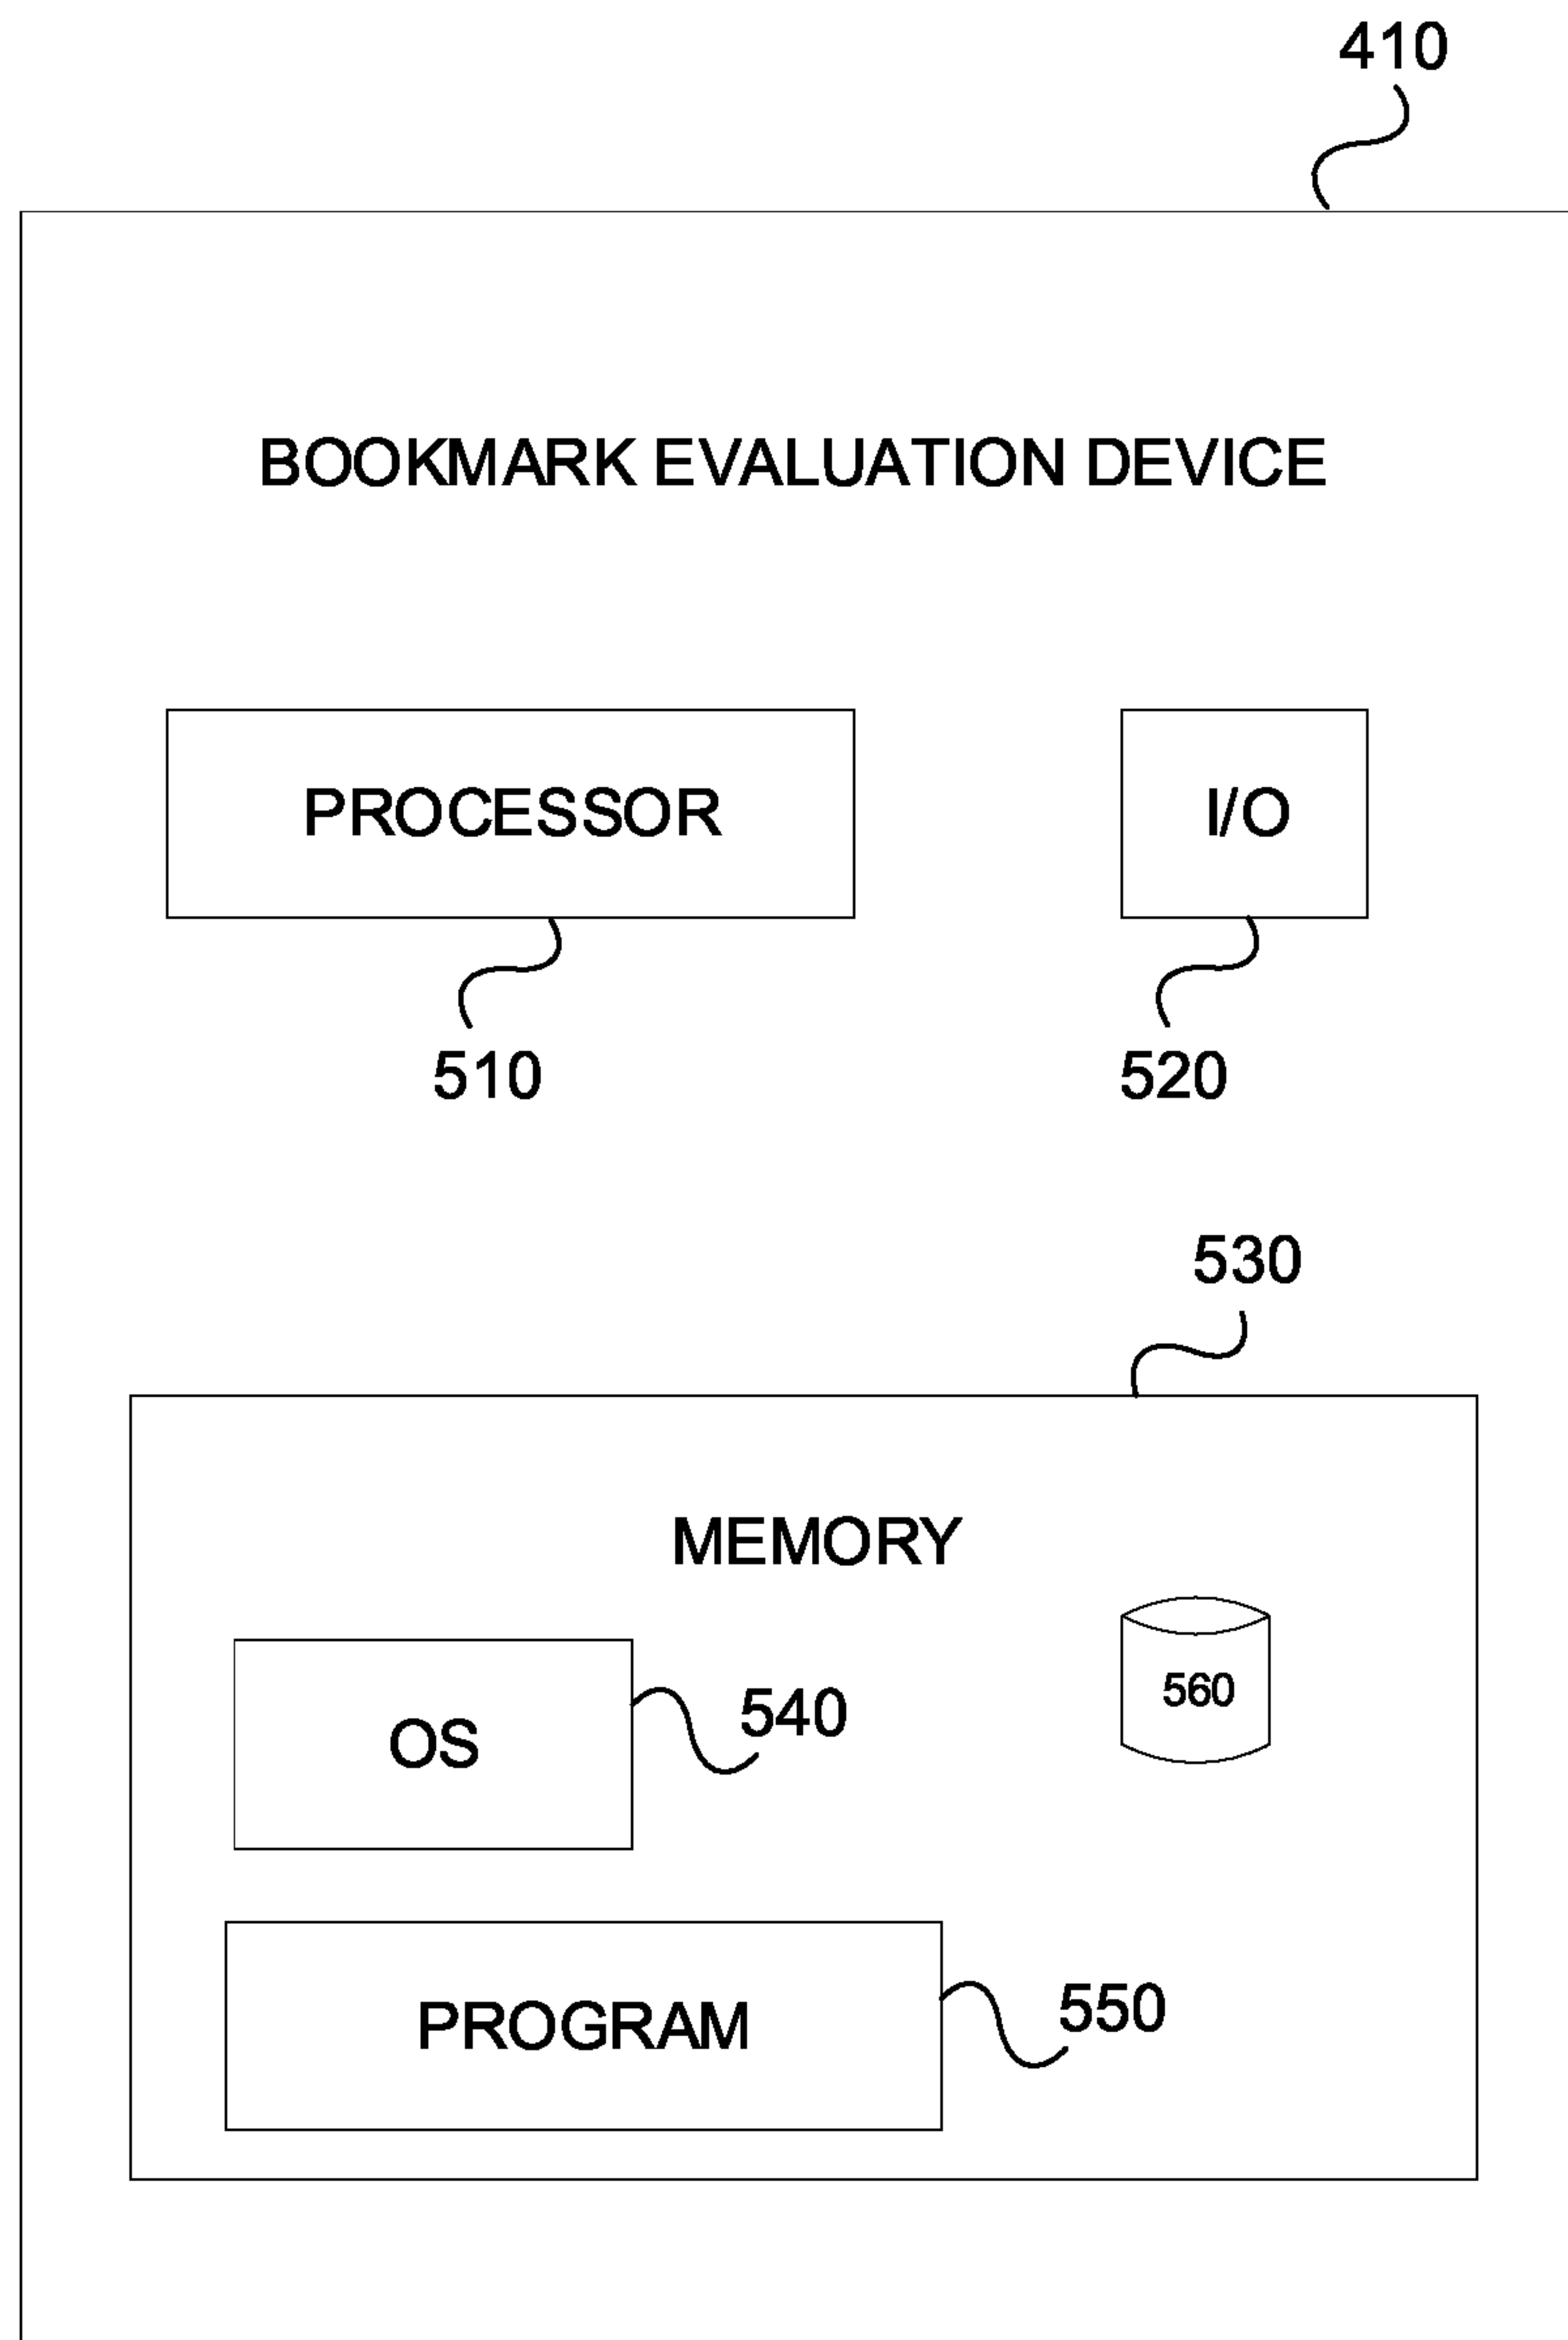 410
BOOKMARK EVALUATION DEVICE
PROCESSOR
I/O
510
520
530
MEMORY
560
540
OS
550
PROGRAM